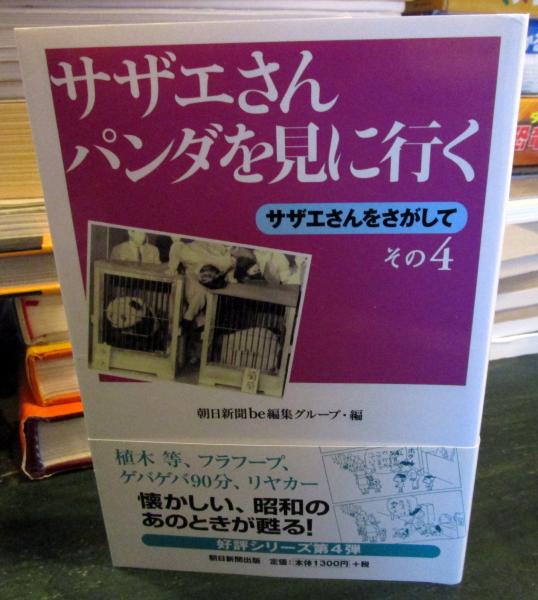 サザエさん
パンダを見に行く
サザエさんをさがして
その4
朝日新聞be編集グループ・編
植木 等、フラフープ、
ゲバゲバ90分、リヤカー
懐かしい、昭和の
あのときが甦る!
好評シリーズ第4弾
朝日新聞出版 定価:本体1300円+税